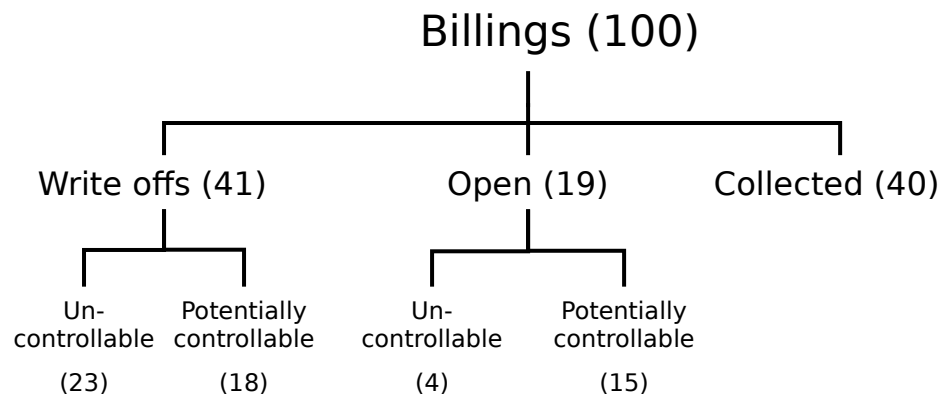 Billings (100)
Write offs (41)
Open (19)
Collected (40)
Un-
controllable
(23)
Potentially
controllable
(18)
Un-
controllable
(4)
Potentially
controllable
(15)